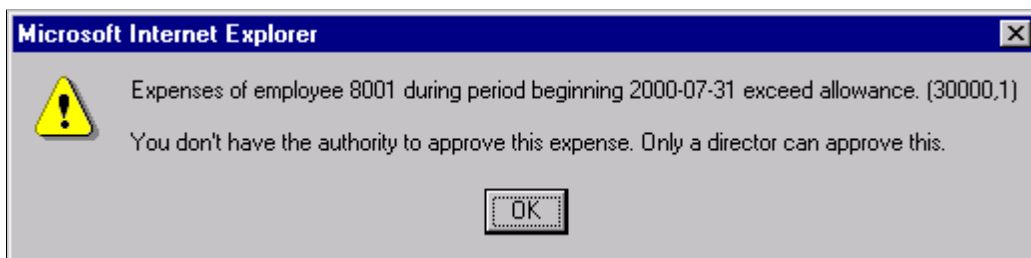 Microsoft Internet Explorer
Expenses of employee 8001 during period beginning 2000-07-31 exceed allowance. (30000,1)
You don't have the authority to approve this expense. Only a director can approve this.
OK